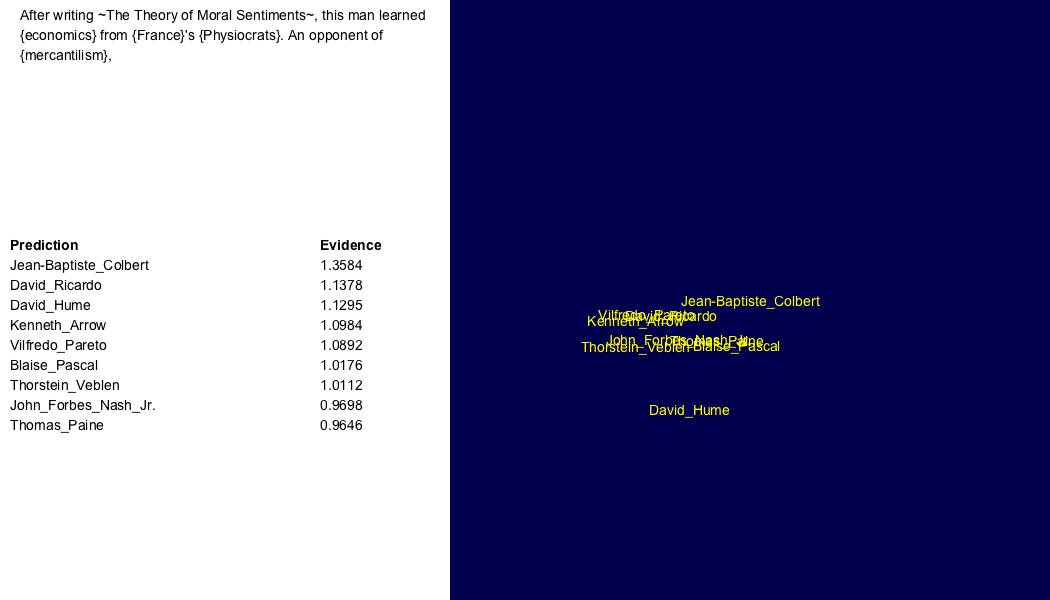 After writing ~The Theory of Moral Sentiments~, this man learned
{economics} from {France}'s {Physiocrats}. An opponent of
{mercantilism},
Prediction Evidence
Jean-Baptiste_Colbert 1.3584
David_Ricardo 1.1378
David_Hume 1.1295
Kenneth_Arrow 1.0984
Vilfredo_Pareto 1.0892
Blaise_Pascal 1.0176
Thorstein_Veblen 1.0112
John_Forbes_Nash_Jr. 0.9698
Thomas_Paine 0.9646
Jean-Baptiste_Colbert
Vilfredo_Pareto
David_Ricardo
Kenneth_Arrow
John_Forbes_Nash_Jr.
Thomas_Paine
Thorstein_Veblen
Blaise_Pascal
David_Hume